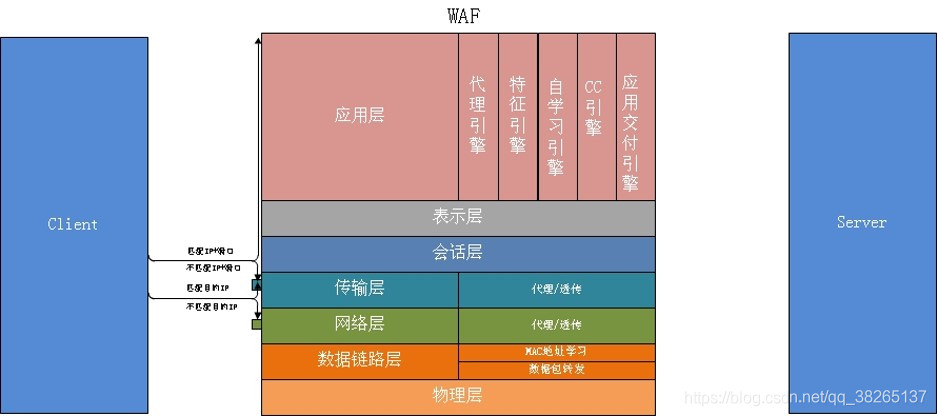 WAF
Client
Server
应用层
代理引擎
特征引擎
自学习引擎
CC引擎
应用交付引擎
表示层
会话层
传输层
代理/透传
网络层
代理/透传
数据链路层
MAC地址学习
数据包转发
物理层
匹配IP+端口
不匹配IP+端口
匹配目的IP
不匹配目的IP
https://blog.csdn.net/qq_38265137